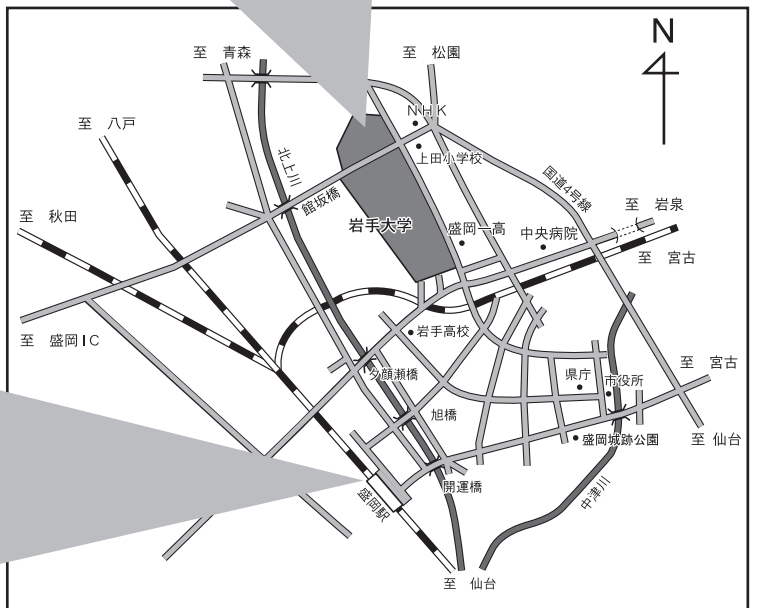 N
至　青森
至　松園
NHK
至　八戸
北上川
上田小学校
国道4号線
館坂橋
至　岩泉
至　秋田
岩手大学
盛岡一高
中央病院
至　宮古
岩手高校
至　盛岡IC
夕顔瀬橋
県庁
市役所
至　宮古
旭橋
至　仙台
盛岡城跡公園
開運橋
盛岡駅
中津川
至　仙台